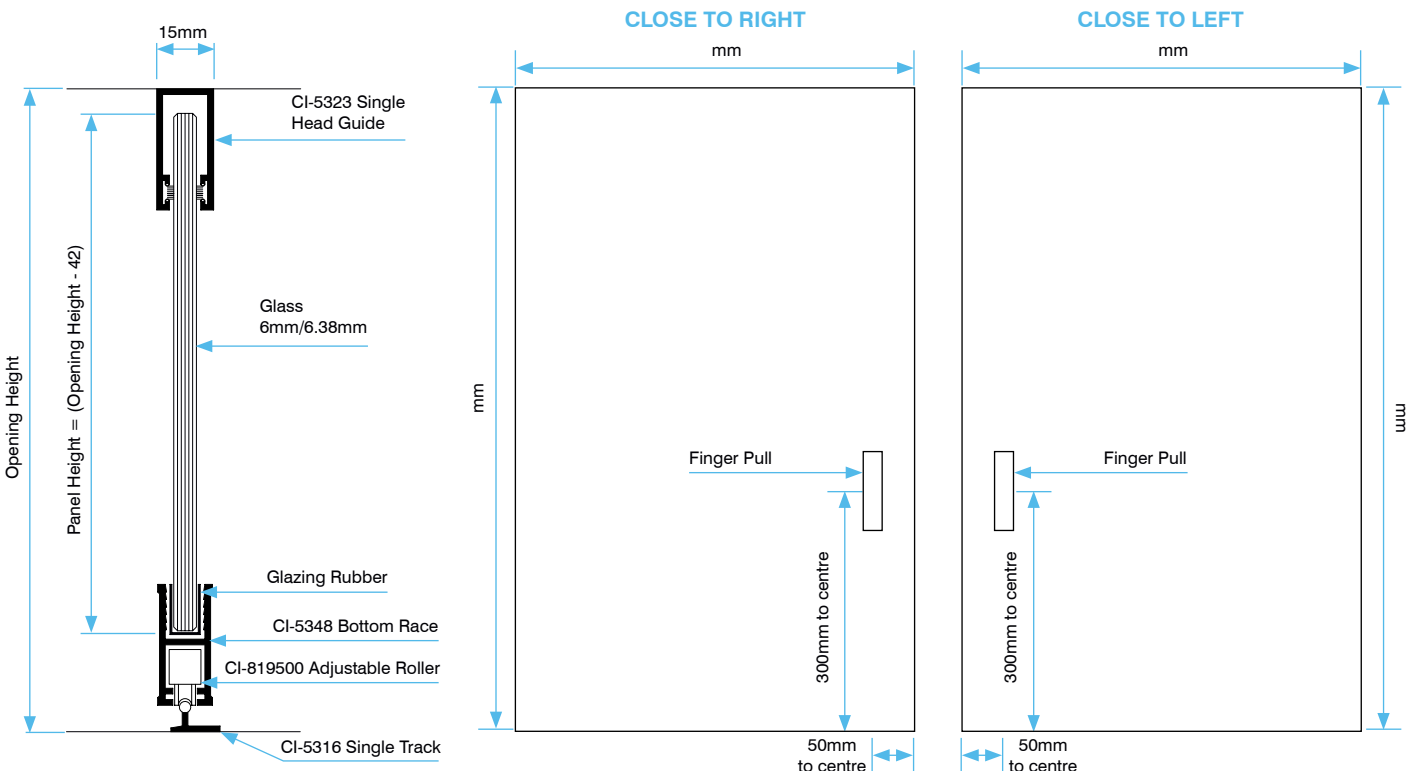 15mm
CI-5323 Single
Head Guide
Opening Height
Panel Height = (Opening Height - 42)
Glass
6mm/6.38mm
Glazing Rubber
CI-5348 Bottom Race
CI-819500 Adjustable Roller
CI-5316 Single Track
CLOSE TO RIGHT
mm
mm
Finger Pull
300mm to centre
50mm
to centre
CLOSE TO LEFT
mm
mm
Finger Pull
300mm to centre
50mm
to centre